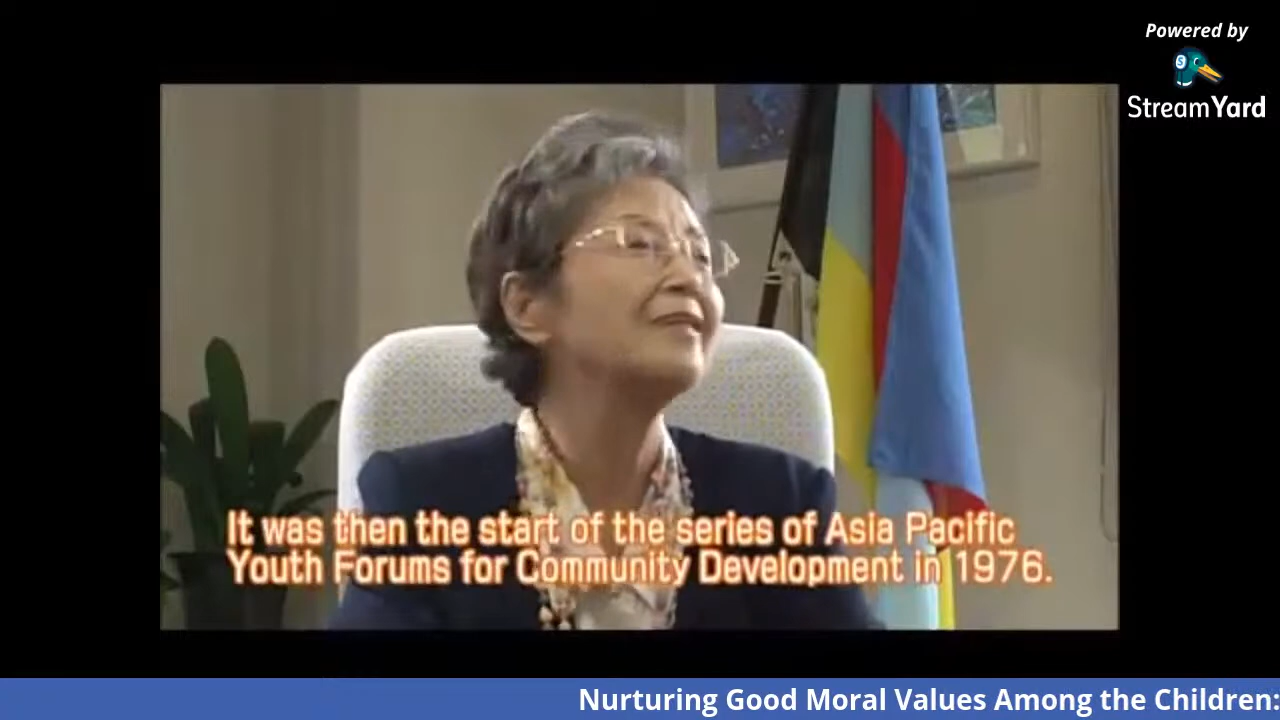 Powered by
StreamYard
It was then the start of the series of Asia Pacific
Youth Forums for Community Development in 1976.
Nurturing Good Moral Values Among the Children: